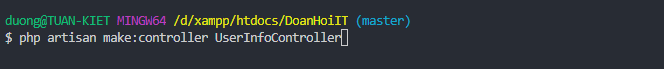 duong@TUAN-KIET MINGW64 /d/xampp/htdocs/DoanHoiIT (master)
$ php artisan make:controller UserInfoController